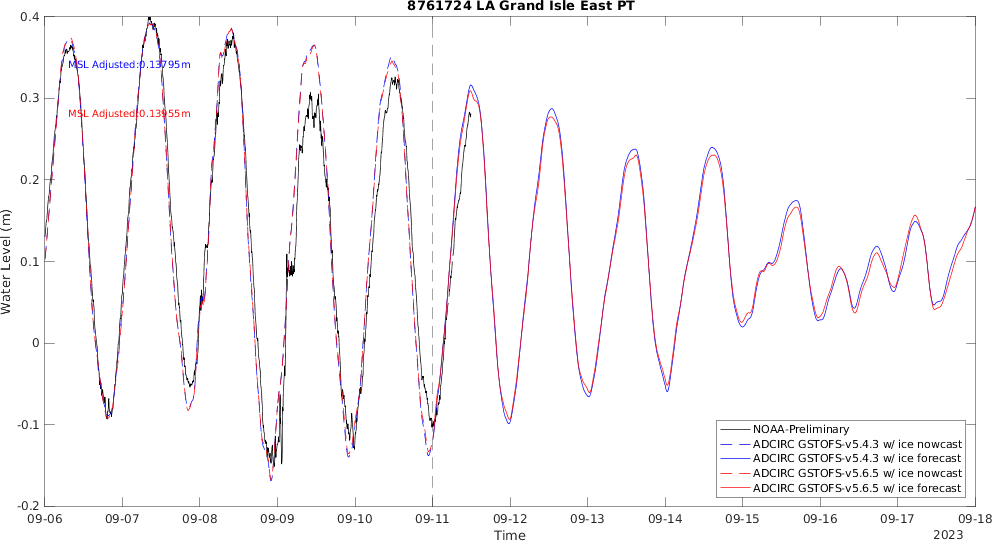 8761724 LA Grand Isle East PT
0.4
0.3
0.2
0.1
0
-0.1
-0.2
Water Level (m)
MSL Adjusted:0.13795m
MSL Adjusted:0.13955m
NOAA-Preliminary
ADCIRC GSTOFS-v5.4.3 w/ ice nowcast
ADCIRC GSTOFS-v5.4.3 w/ ice forecast
ADCIRC GSTOFS-v5.6.5 w/ ice nowcast
ADCIRC GSTOFS-v5.6.5 w/ ice forecast
09-06 09-07 09-08 09-09 09-10 09-11 09-12 09-13 09-14 09-15 09-16 09-17 09-18
Time
2023